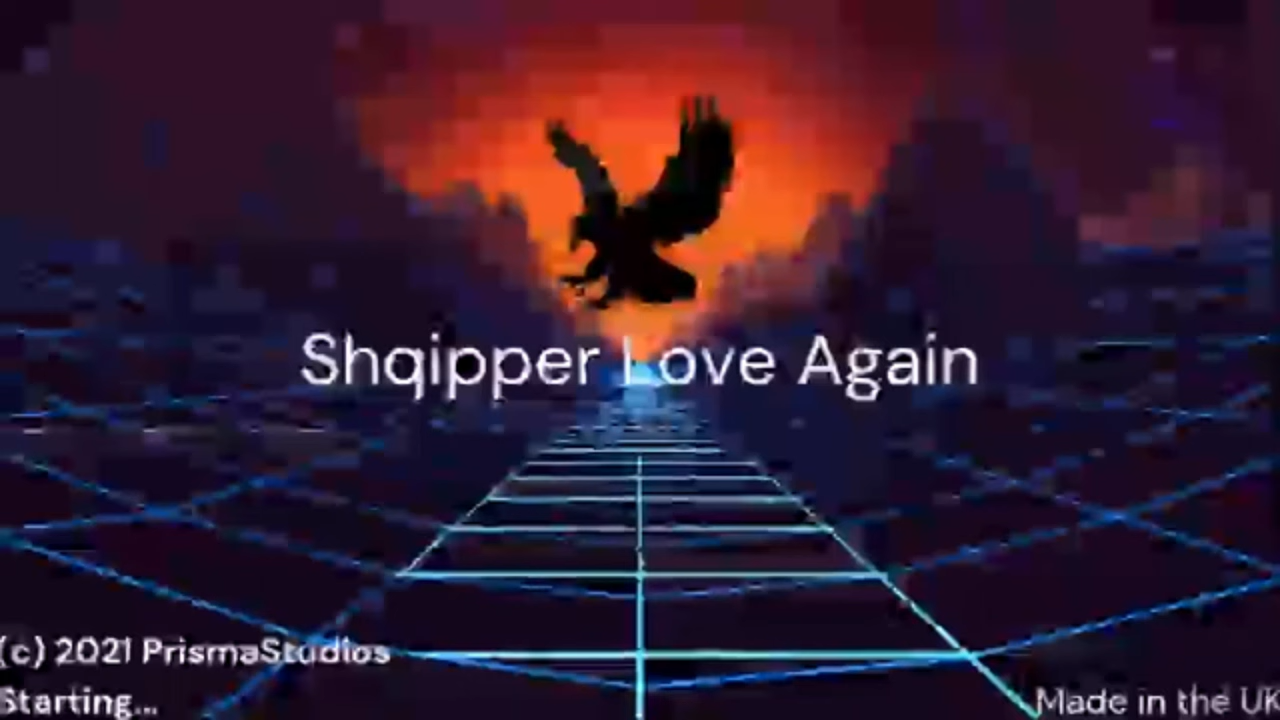 Shqipper Love Again
(c) 2021 PrismaStudios
Starting...
Made in the UK